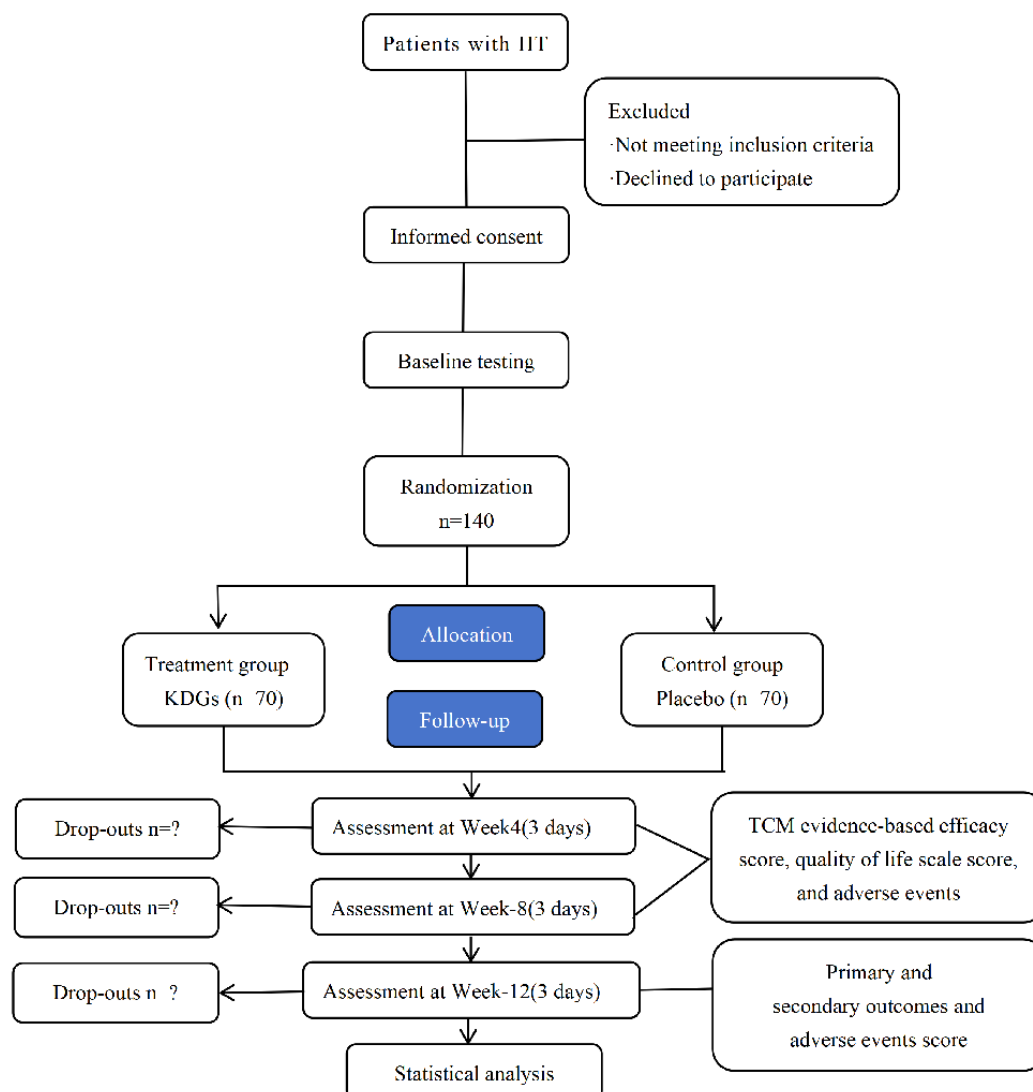 Patients with HT
Excluded
·Not meeting inclusion criteria
·Declined to participate
Informed consent
Baseline testing
Randomization
n=140
Allocation
Treatment group
KDGs (n 70)
Control group
Placebo (n 70)
Follow-up
Drop-outs n=?
Assessment at Week4(3 days)
TCM evidence-based efficacy
score, quality of life scale score,
and adverse events
Drop-outs n=?
Assessment at Week-8(3 days)
Drop-outs n ?
Assessment at Week-12(3 days)
Primary and
secondary outcomes and
adverse events score
Statistical analysis